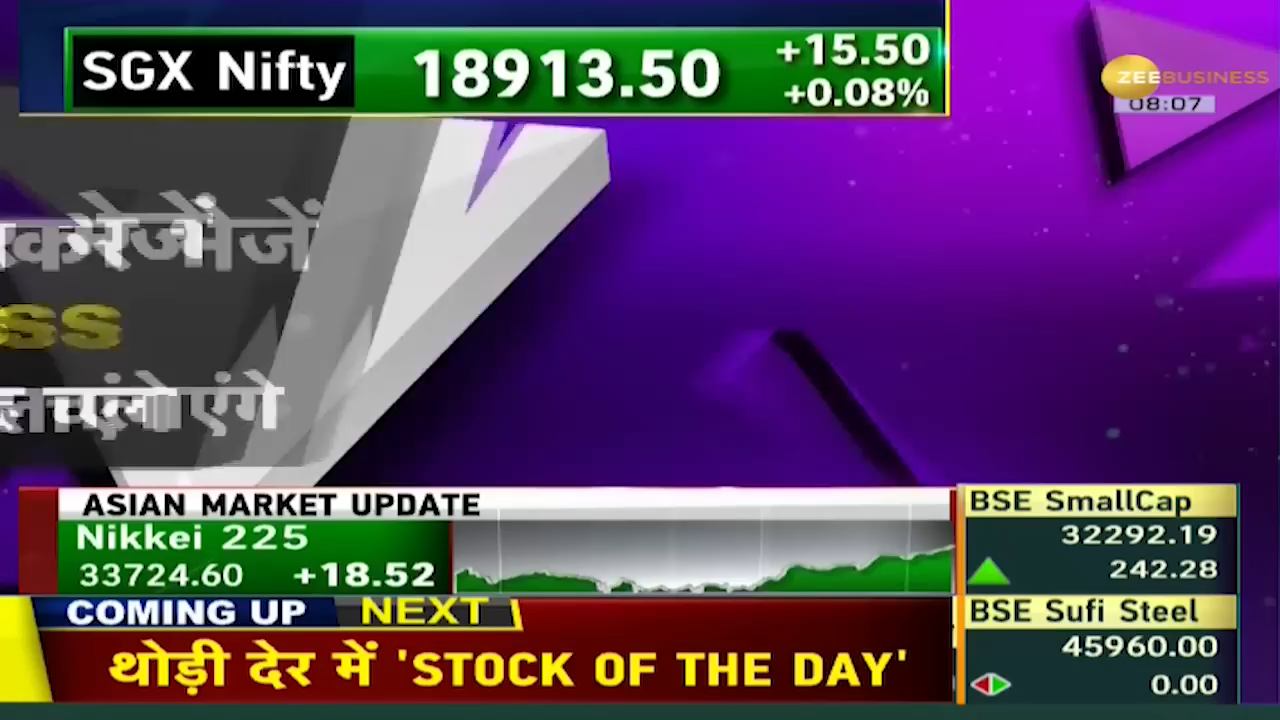 SGX Nifty 18913.50 +15.50
+0.08%
ZEEBUSINESS
08:07
ASIAN MARKET UPDATE
Nikkei 225
33724.60 +18.52
BSE SmallCap
32292.19
242.28
COMING UP NEXT
थोड़ी देर में 'STOCK OF THE DAY'
BSE Sufi Steel
45960.00
0.00